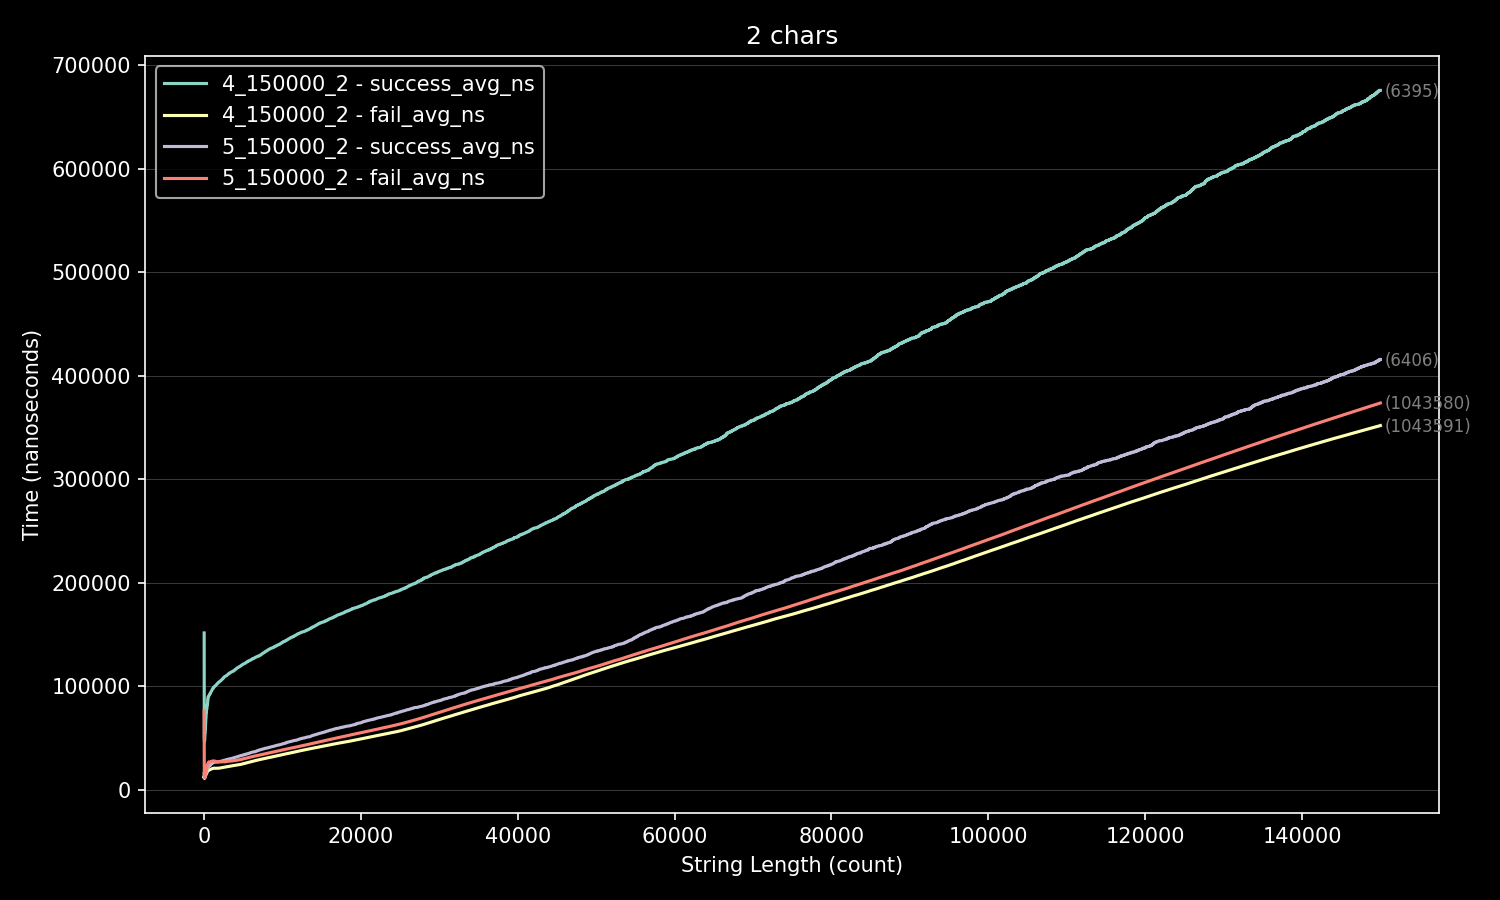 2 chars
700000
600000
500000
400000
300000
200000
100000
0
Time (nanoseconds)
4_150000_2 - success_avg_ns
4_150000_2 - fail_avg_ns
5_150000_2 - success_avg_ns
5_150000_2 - fail_avg_ns
(6395)
(6406)
(1043580)
(1043591)
0 20000 40000 60000 80000 100000 120000 140000
String Length (count)